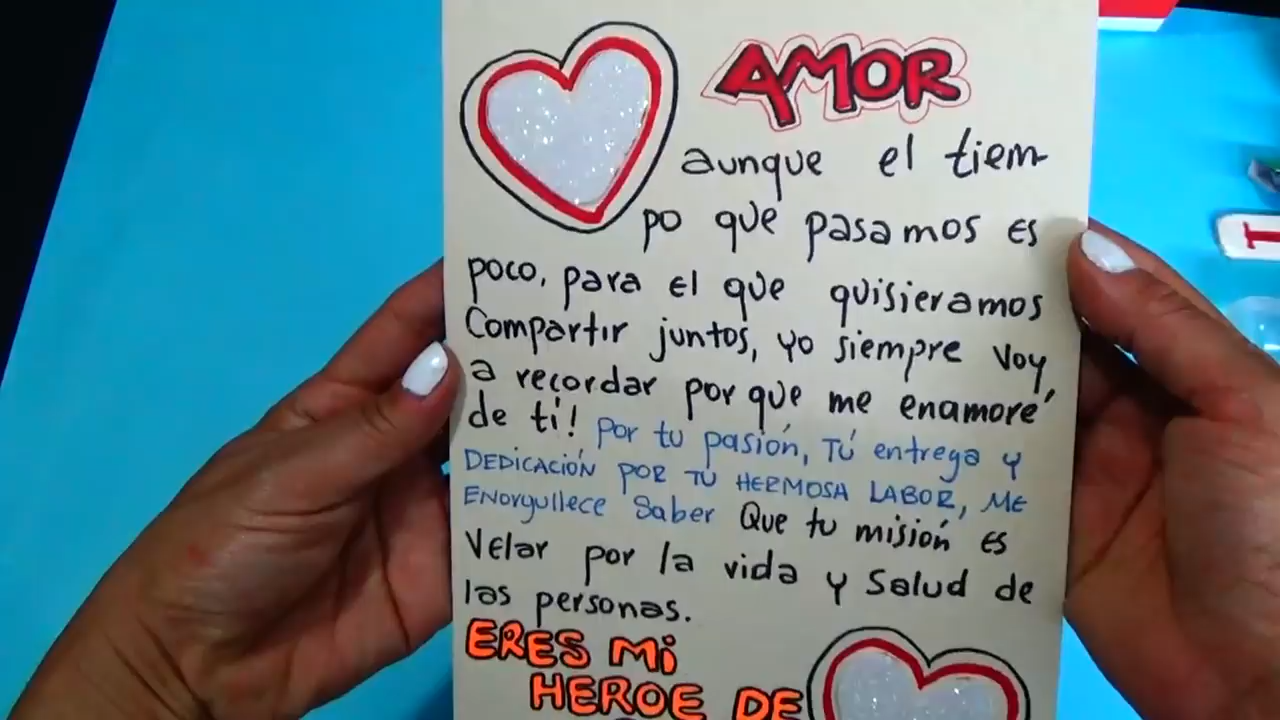 AMOR
aunque el tiem-
po que pasamos es
poco, para el que quisieramos
Compartir juntos, yo siempre voy
a recordar por que me enamoré
de ti! por tu pasión, TÚ entrega y
DEDICACIÓN POR TU HERMOSA LABOR, ME
ENorgullece Saber Que tu misión es
Velar por la vida y Salud de
las personas.
ERES Mi
HEROE DE
I